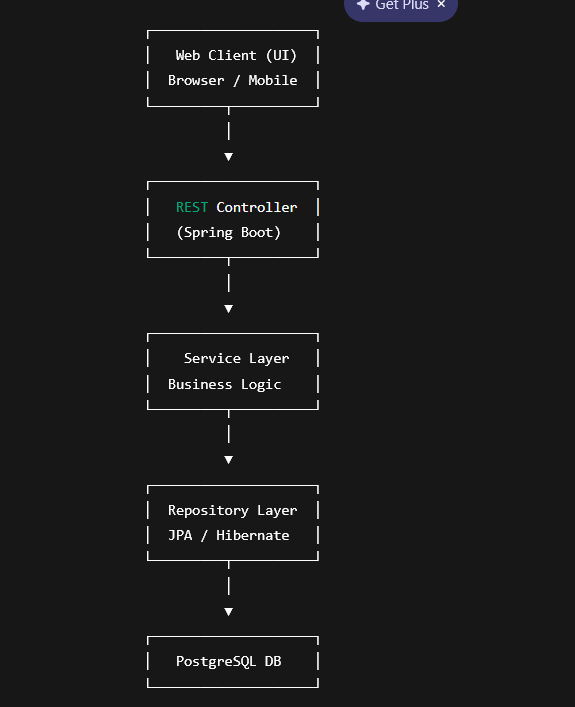 Get Plus ×
Web Client (UI)
Browser / Mobile
REST Controller
(Spring Boot)
Service Layer
Business Logic
Repository Layer
JPA / Hibernate
PostgreSQL DB